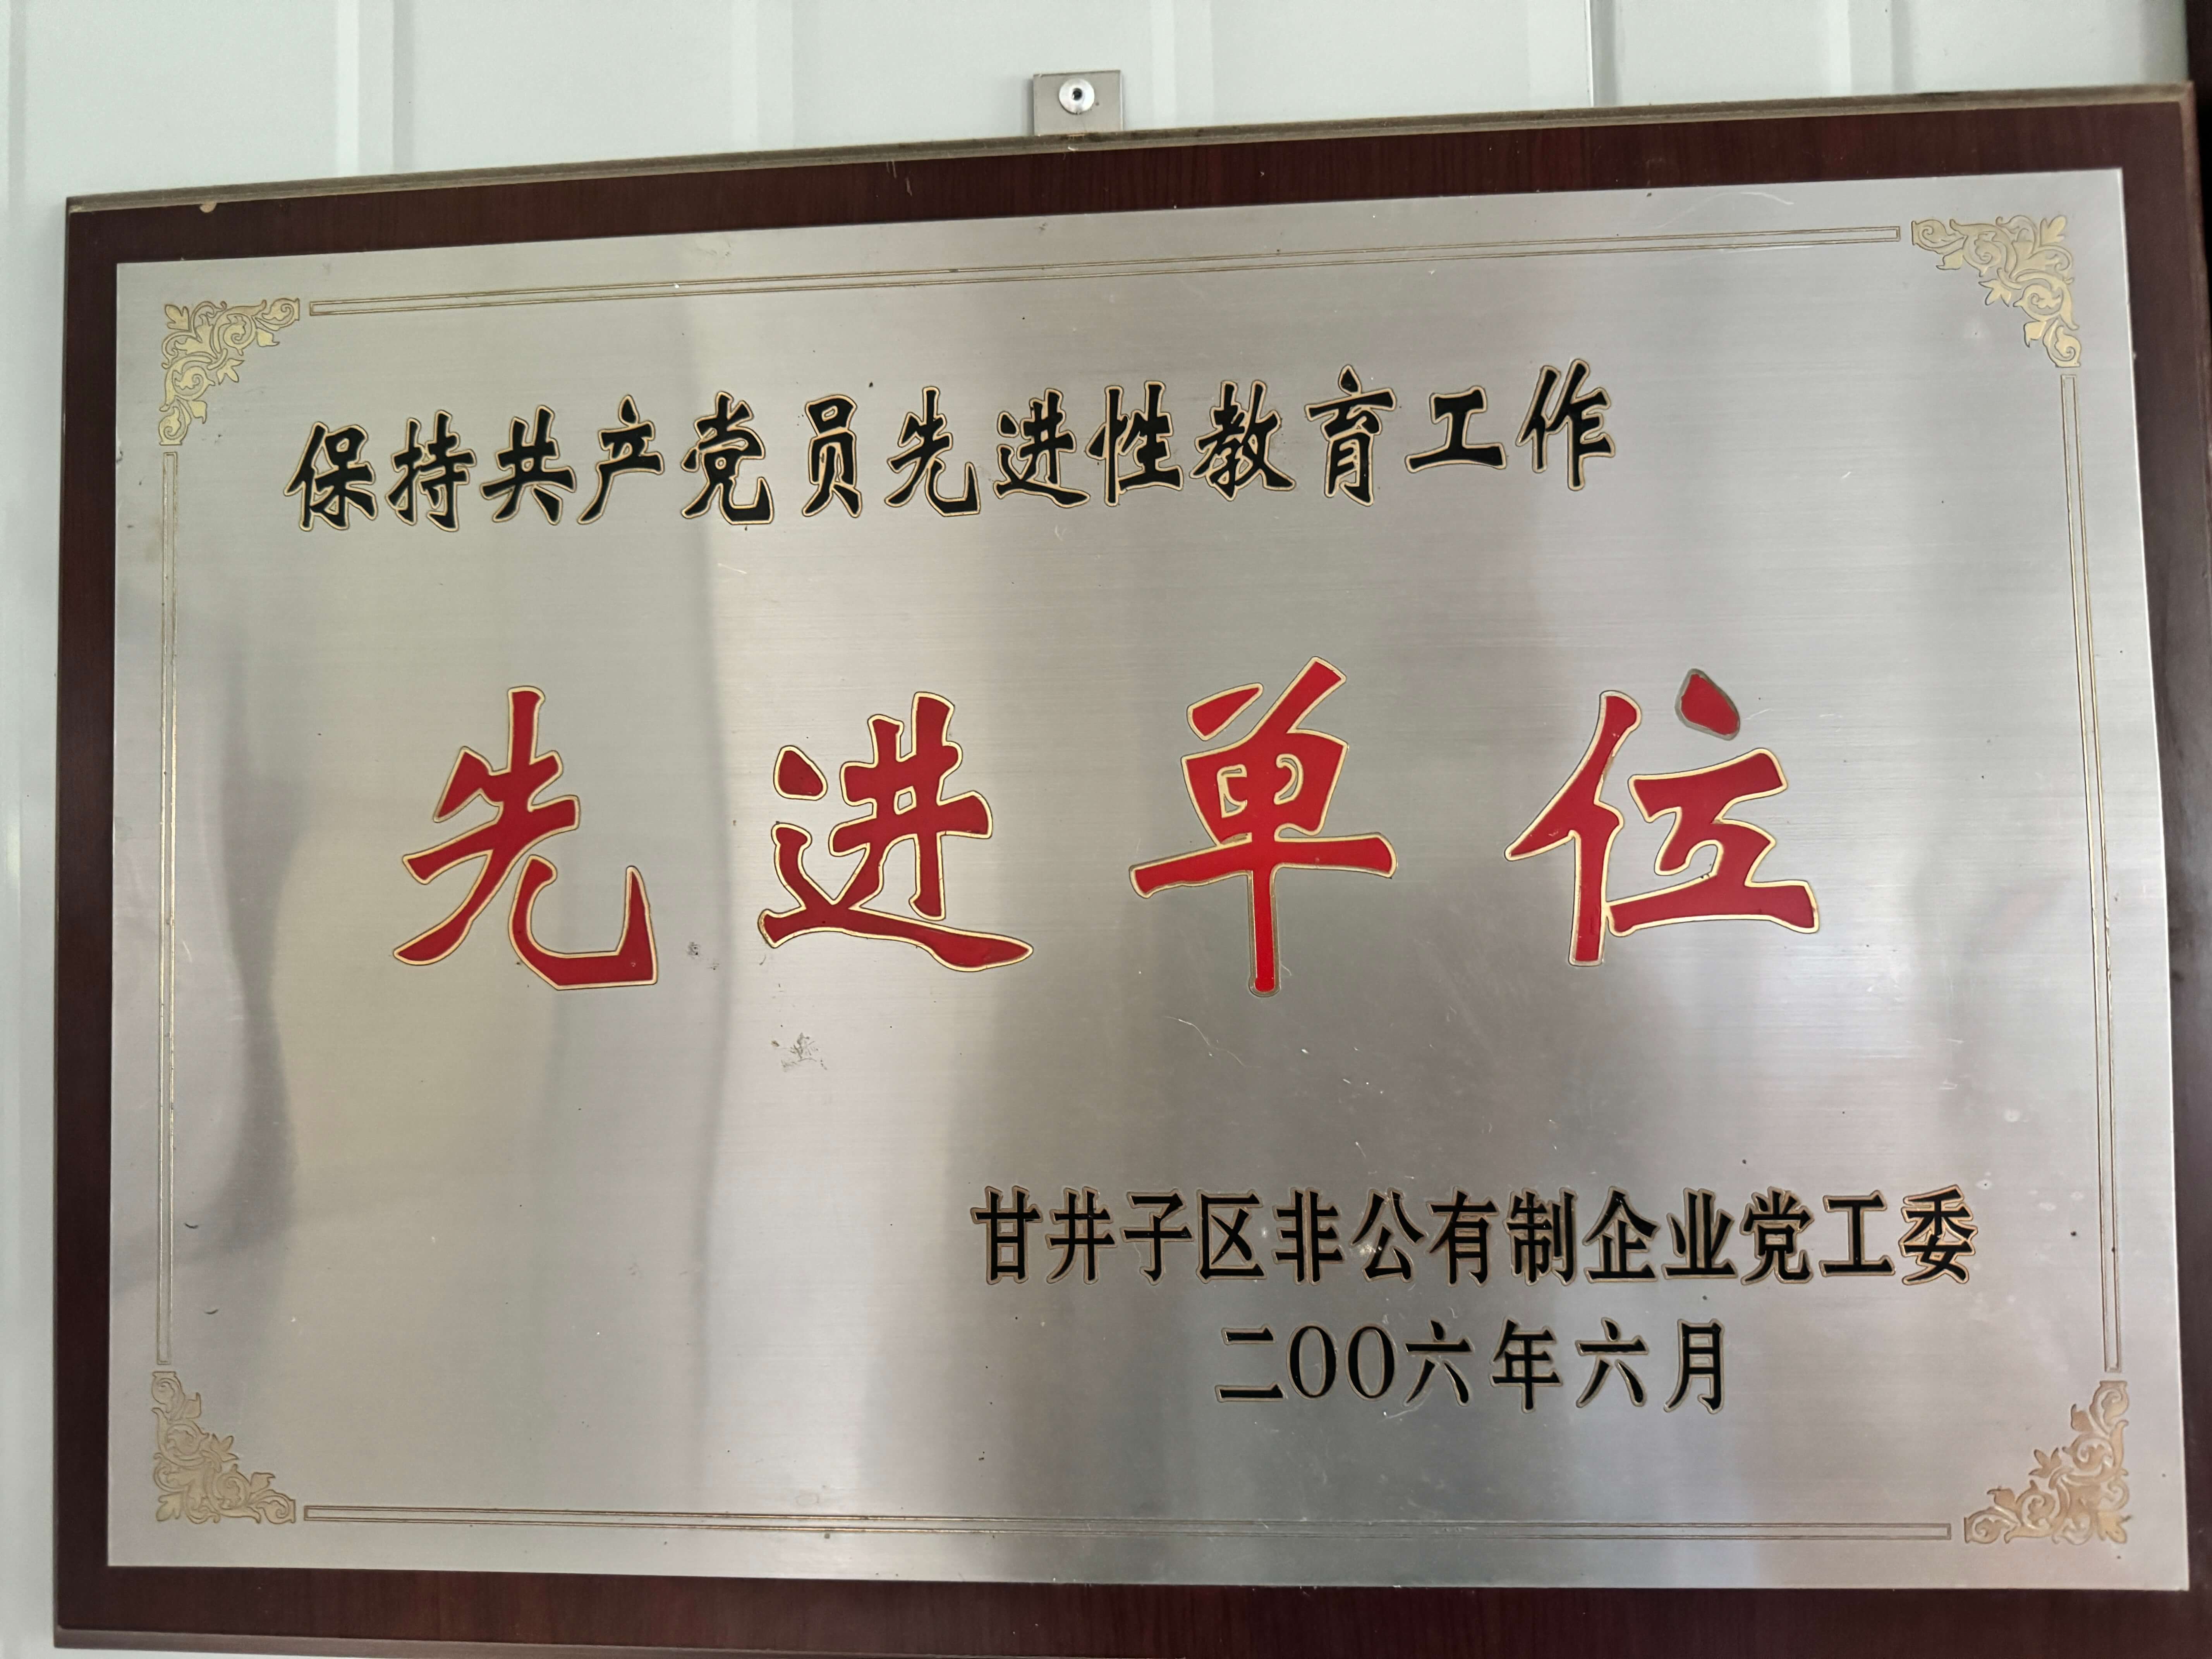 保持共产党员先进性教育工作
先进单位
甘井子区非公有制企业党工委
二00六年六月